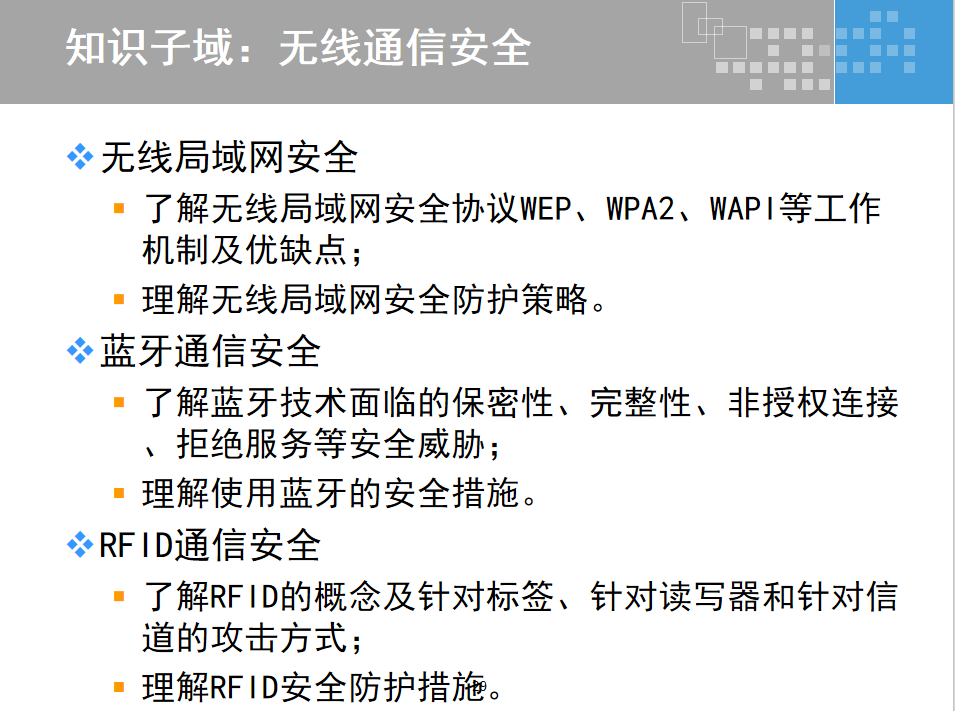 知识子域：无线通信安全
无线局域网安全
了解无线局域网安全协议WEP、WPA2、WAPI等工作
机制及优缺点；
理解无线局域网安全防护策略。
蓝牙通信安全
了解蓝牙技术面临的保密性、完整性、非授权连接
、拒绝服务等安全威胁；
理解使用蓝牙的安全措施。
RFID通信安全
了解RFID的概念及针对标签、针对读写器和针对信
道的攻击方式；
理解RFID安全防护措施。